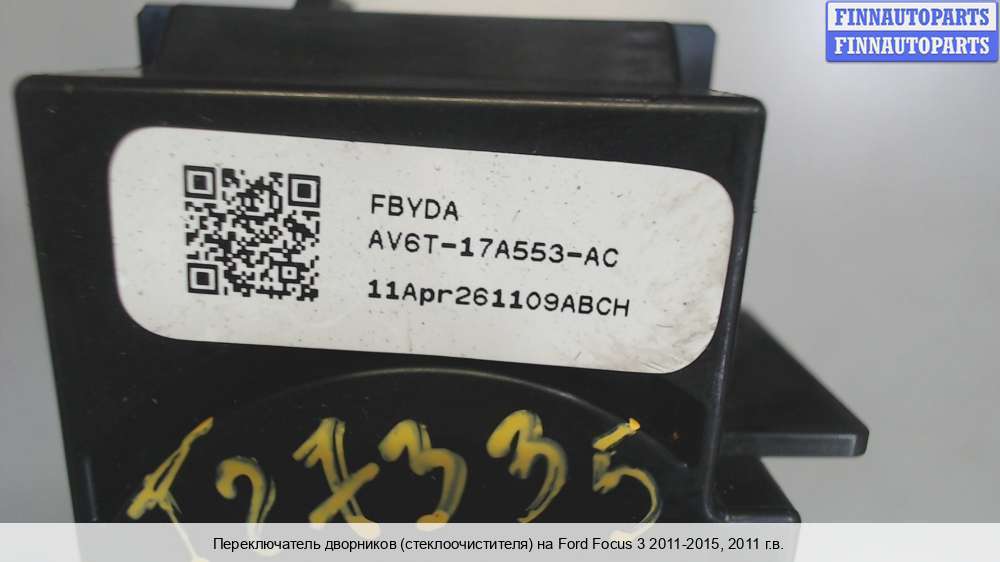 FINNAUTOPARTS
FINNAUTOPARTS
FBYDA
AV6T-17A553-AC
11Apr261109ABCH
Переключатель дворников (стеклоочистителя) на Ford Focus 3 2011-2015, 2011 г.в.